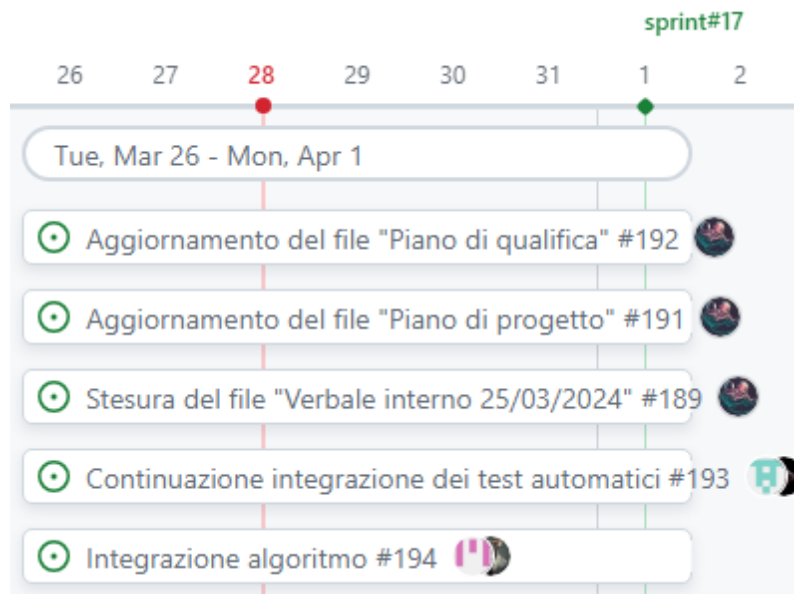 sprint#17
26 27 28 29 30 31 1 2
Tue, Mar 26 - Mon, Apr 1
Aggiornamento del file "Piano di qualifica" #192
Aggiornamento del file "Piano di progetto" #191
Stesura del file "Verbale interno 25/03/2024" #189
Continuazione integrazione dei test automatici #193
Integrazione algoritmo #194